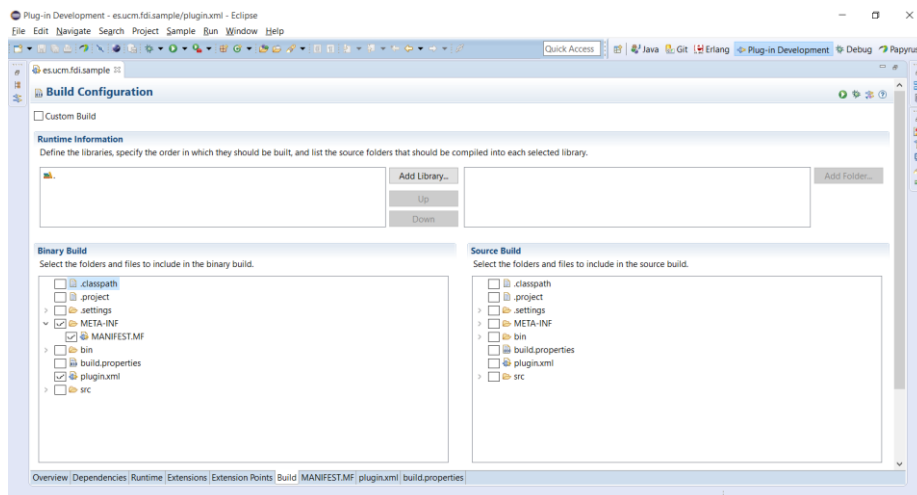 Plug-in Development - es.ucm.fdi.sample/plugin.xml - Eclipse
File Edit Navigate Search Project Sample Run Window Help
Quick Access Java Git Erlang Plug-in Development Debug Papyrus
es.ucm.fdi.sample
Build Configuration
Custom Build
Runtime Information
Define the libraries, specify the order in which they should be built, and list the source folders that should be compiled into each selected library.
. Add Library... Add Folder...
Up
Down
Binary Build Source Build
Select the folders and files to include in the binary build. Select the folders and files to include in the source build.
.classpath .classpath
.project .project
.settings .settings
META-INF META-INF
MANIFEST.MF bin
bin build.properties
build.properties plugin.xml
plugin.xml src
src
Overview Dependencies Runtime Extensions Extension Points Build MANIFEST.MF plugin.xml build.properties